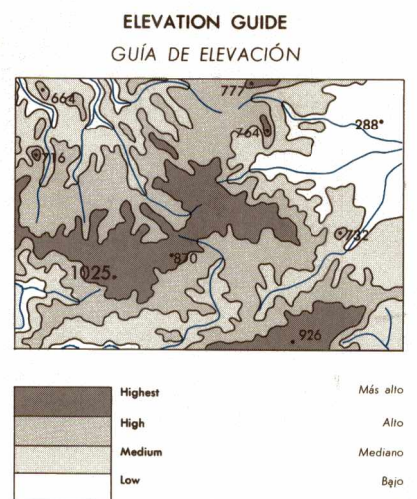 ELEVATION GUIDE
GUÍA DE ELEVACIÓN
664
777
764
288
716
732
870
1025
926
Highest Más alto
High Alto
Medium Mediano
Low Bajo